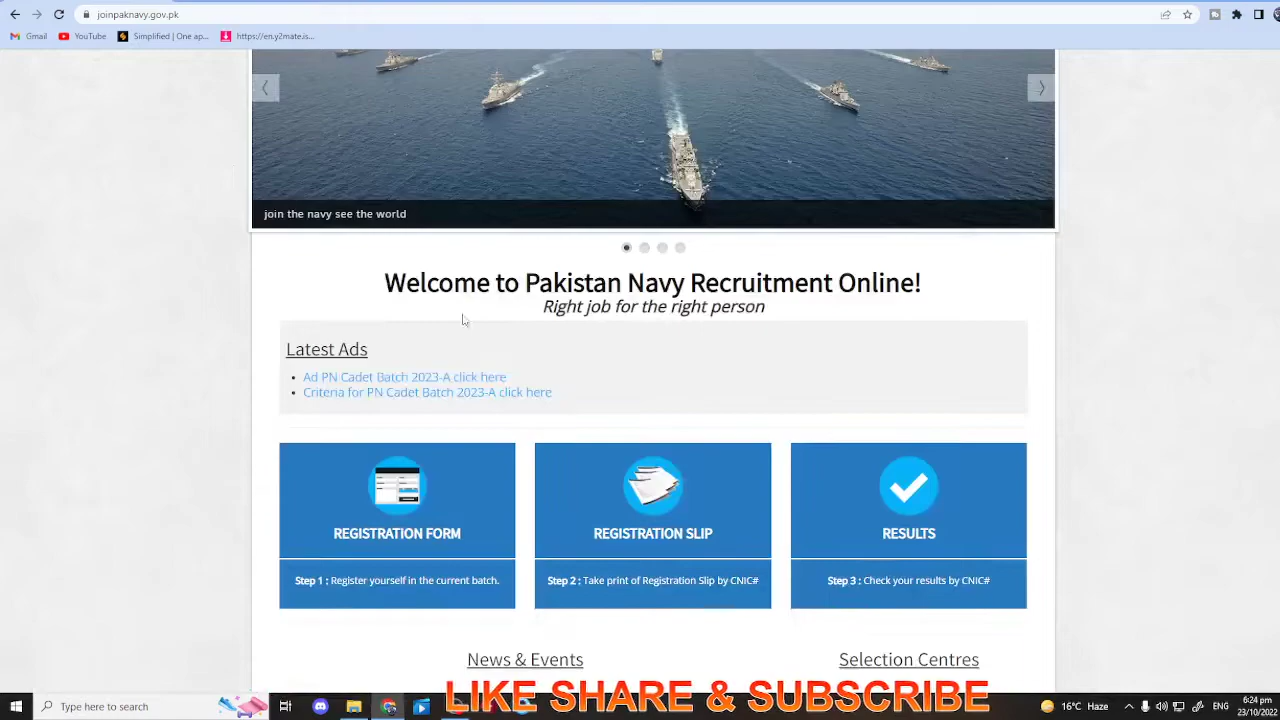 joinpaknavy.gov.pk
Gmail
YouTube
Simplified | One ap...
https://en.y2mate.is...
join the navy see the world
Welcome to Pakistan Navy Recruitment Online!
Right job for the right person
Latest Ads
• Ad PN Cadet Batch 2023-A click here
• Criteria for PN Cadet Batch 2023-A click here
REGISTRATION FORM
Step 1 : Register yourself in the current batch.
REGISTRATION SLIP
Step 2 : Take print of Registration Slip by CNIC#
RESULTS
Step 3 : Check your results by CNIC#
News & Events
Selection Centres
LIKE SHARE & SUBSCRIBE
Type here to search
16°C Haze
ENG
6:24 pm
23/10/2022